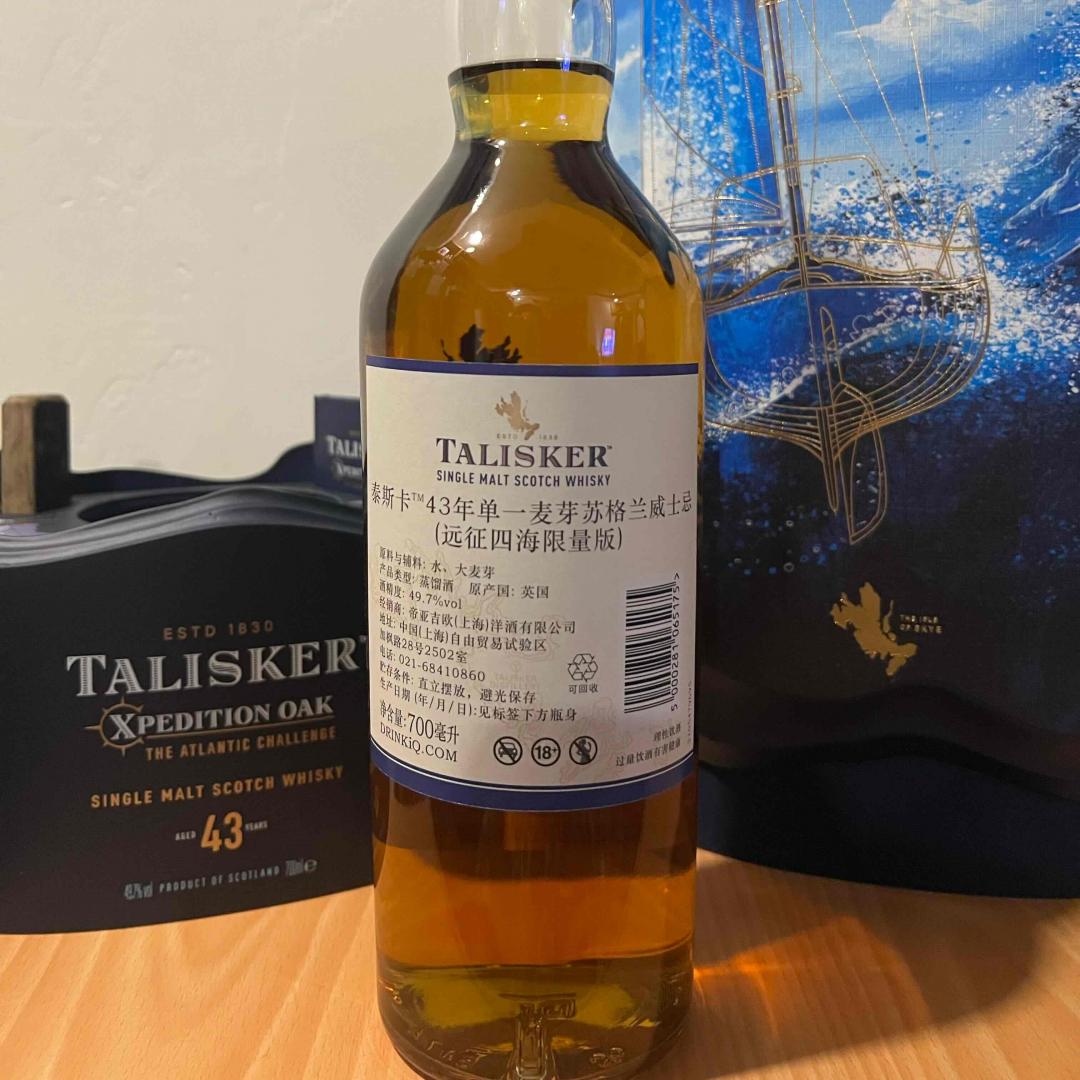 ESTD 1830
TALISKER™
SINGLE MALT SCOTCH WHISKY
泰斯卡™43年单一麦芽苏格兰威士忌
(远征四海限量版)
原料与辅料: 水、大麦芽
产品类型: 蒸馏酒 原产国: 英国
酒精度: 49.7%vol
经销商: 帝亚吉欧(上海)洋酒有限公司
地址: 中国(上海)自由贸易试验区
加枫路28号2502室
电话: 021-68410860
贮存条件: 直立摆放，避光保存
生产日期 (年/月/日):见标签下方瓶身
净含量:700毫升
DRINKiQ.COM
18+
可回收
5000281065175>
理性饮酒
过量饮酒有害健康
TALI
XPE
ESTD 1830
TALISKER
XPEDITION OAK
THE ATLANTIC CHALLENGE
SINGLE MALT SCOTCH WHISKY
AGED 43 YEARS
49.7% vol PRODUCT OF SCOTLAND 700ml e
THE ISLE
OF SKYE